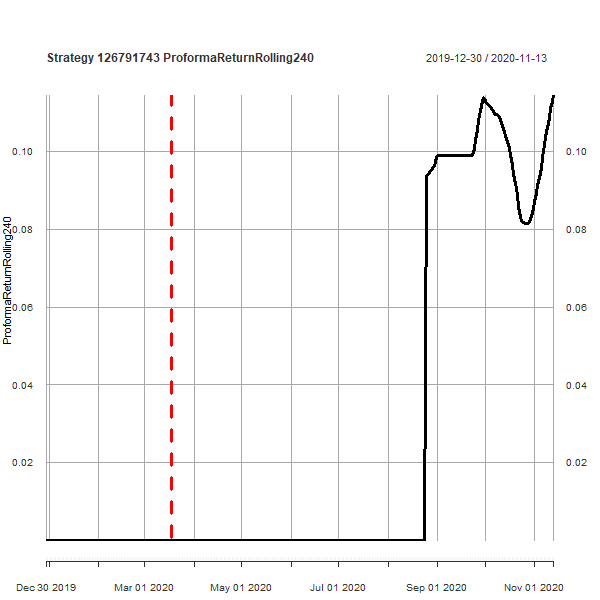 Strategy 126791743 ProformaReturnRolling240
2019-12-30 / 2020-11-13
ProformaReturnRolling240
0.10
0.08
0.06
0.04
0.02
0.10
0.08
0.06
0.04
0.02
Dec 30 2019
Mar 01 2020
May 01 2020
Jul 01 2020
Sep 01 2020
Nov 01 2020